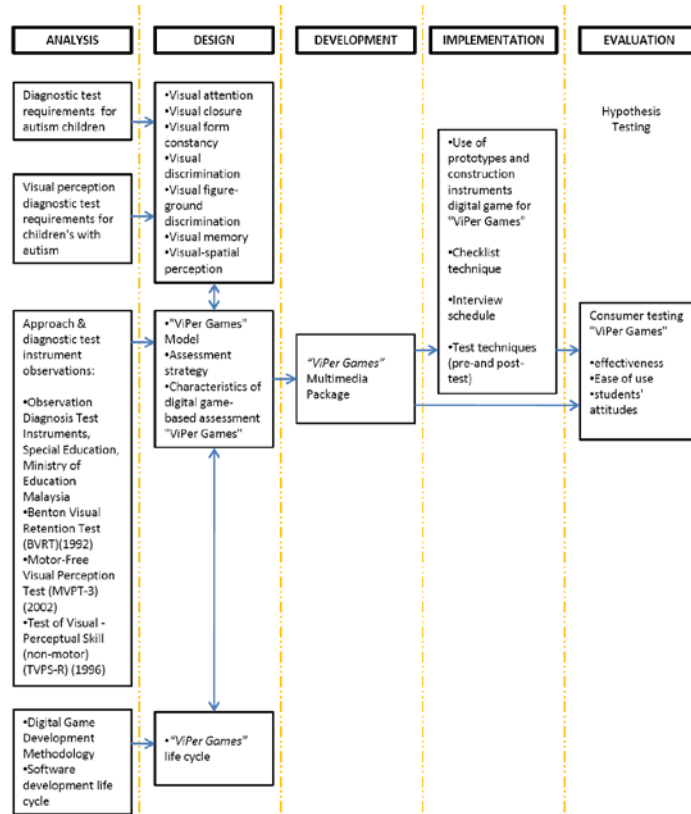 ANALYSIS
DESIGN
DEVELOPMENT
IMPLEMENTATION
EVALUATION
Diagnostic test
requirements for
autism children
Visual perception
diagnostic test
requirements for
children's with
autism
Approach &
diagnostic test
instrument
observations:
•Observation
Diagnosis Test
Instruments,
Special Education,
Ministry of
Education
Malaysia
•Benton Visual
Retention Test
(BVRT)(1992)
•Motor-Free
Visual Perception
Test (MVPT-3)
(2002)
•Test of Visual -
Perceptual Skill
(non-motor)
(TVPS-R) (1996)
•Digital Game
Development
Methodology
•Software
development life
cycle
•Visual attention
•Visual closure
•Visual form
constancy
•Visual
discrimination
•Visual figure-
ground
discrimination
•Visual memory
•Visual-spatial
perception
•"ViPer Games"
Model
•Assessment
strategy
•Characteristics of
digital game-
based assessment
"ViPer Games"
•"ViPer Games"
life cycle
"ViPer Games"
Multimedia
Package
•Use of
prototypes and
construction
instruments
digital game for
"ViPer Games"
•Checklist
technique
•Interview
schedule
•Test techniques
(pre-and post-
test)
Hypothesis
Testing
Consumer testing
"ViPer Games"
•effectiveness
•Ease of use
•students'
attitudes